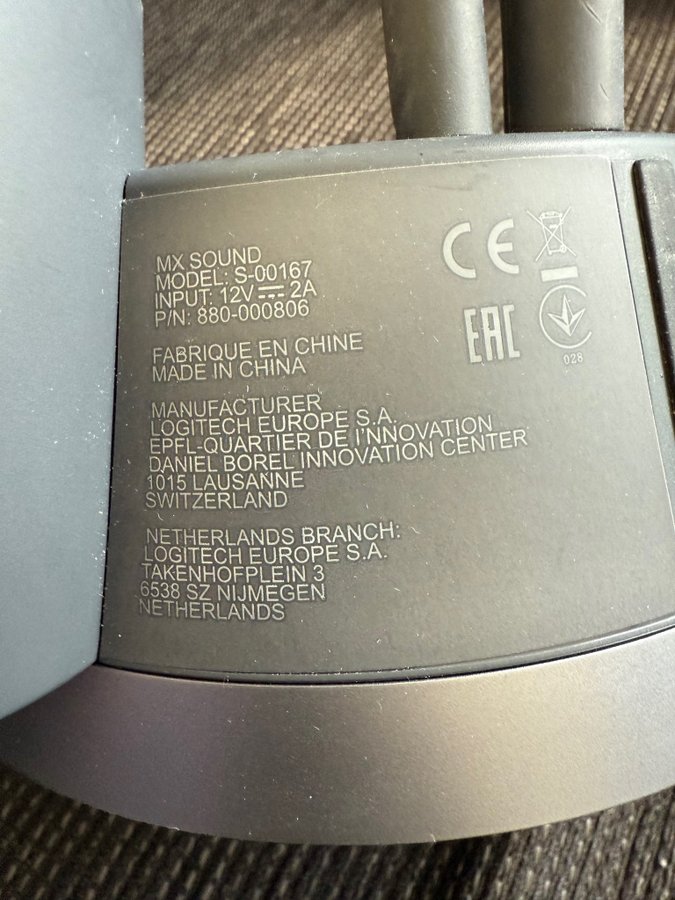 MX SOUND
MODEL: S-00167
INPUT: 12V ⎓ 2A
P/N: 880-000806
FABRIQUE EN CHINE
MADE IN CHINA
MANUFACTURER
LOGITECH EUROPE S.A.
EPFL-QUARTIER DE I'NNOVATION
DANIEL BOREL INNOVATION CENTER
1015 LAUSANNE
SWITZERLAND
NETHERLANDS BRANCH:
LOGITECH EUROPE S.A.
TAKENHOFPLEIN 3
6538 SZ NIJMEGEN
NETHERLANDS
CE
EAC
028